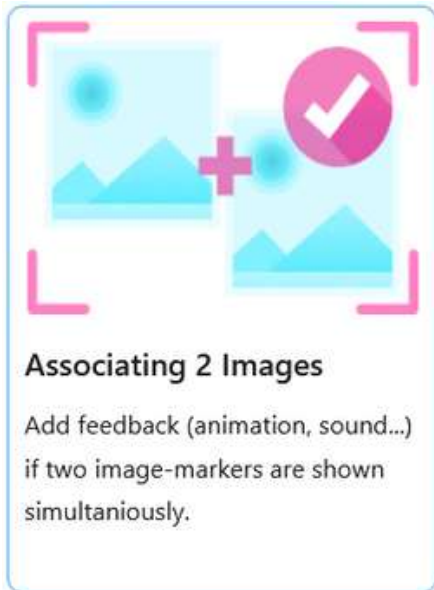 Associating 2 Images
Add feedback (animation, sound...)
if two image-markers are shown
simultaniously.